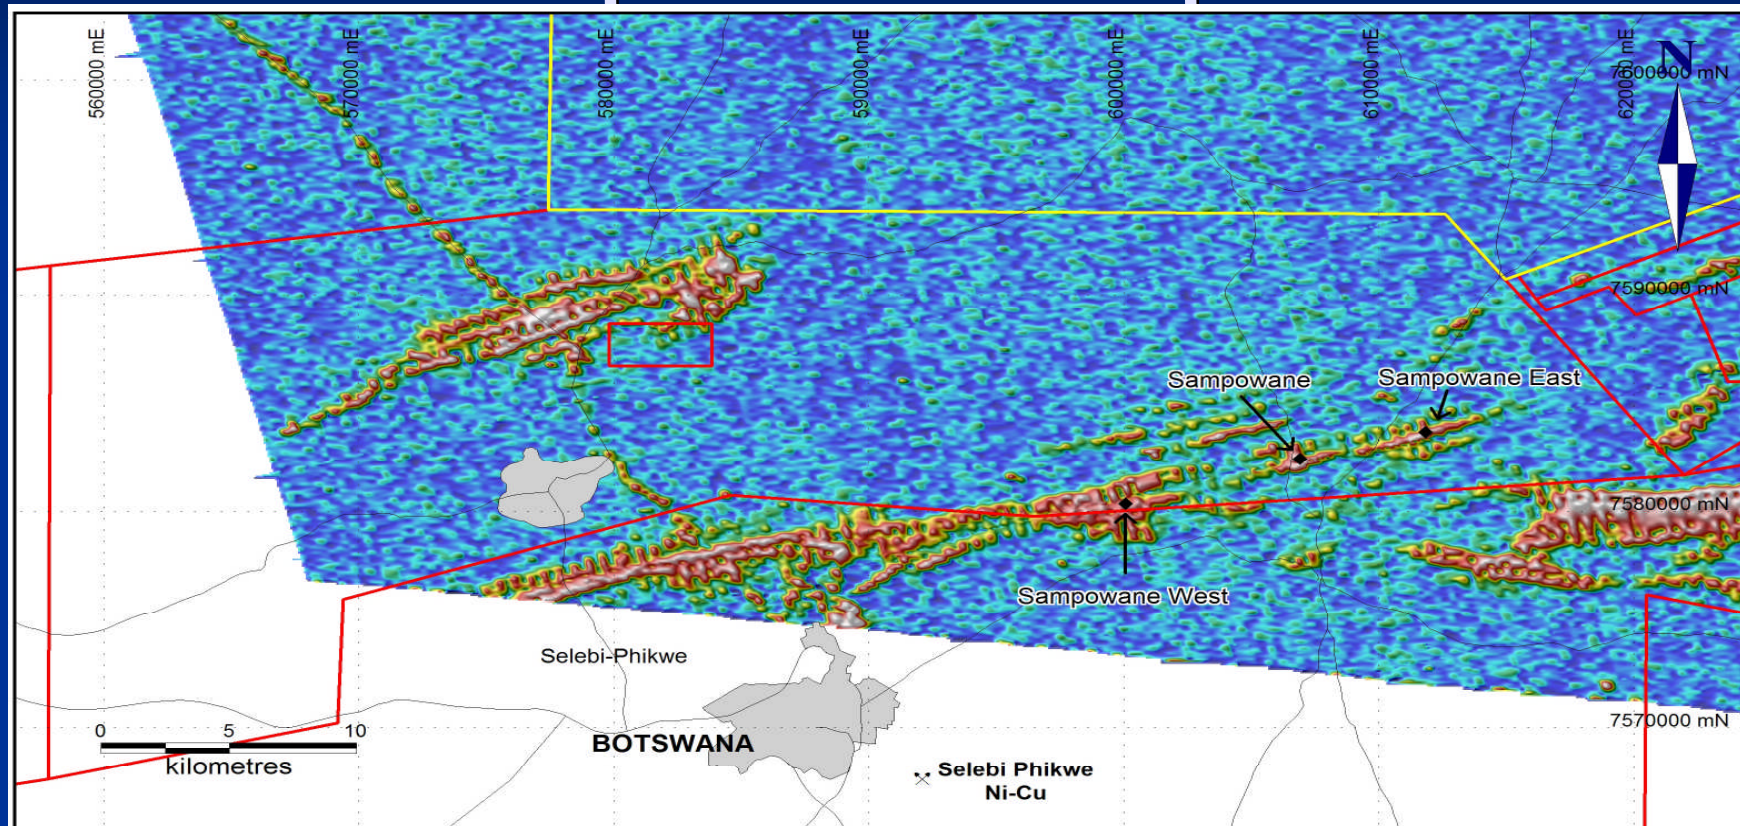 560000 mE
570000 mE
580000 mE
590000 mE
600000 mE
610000 mE
620000 mE
N
7600000 mN
7590000 mN
Sampowane
Sampowane East
7580000 mN
Sampowane West
Selebi-Phikwe
7570000 mN
0 5 10
kilometres
BOTSWANA
Selebi Phikwe
Ni-Cu